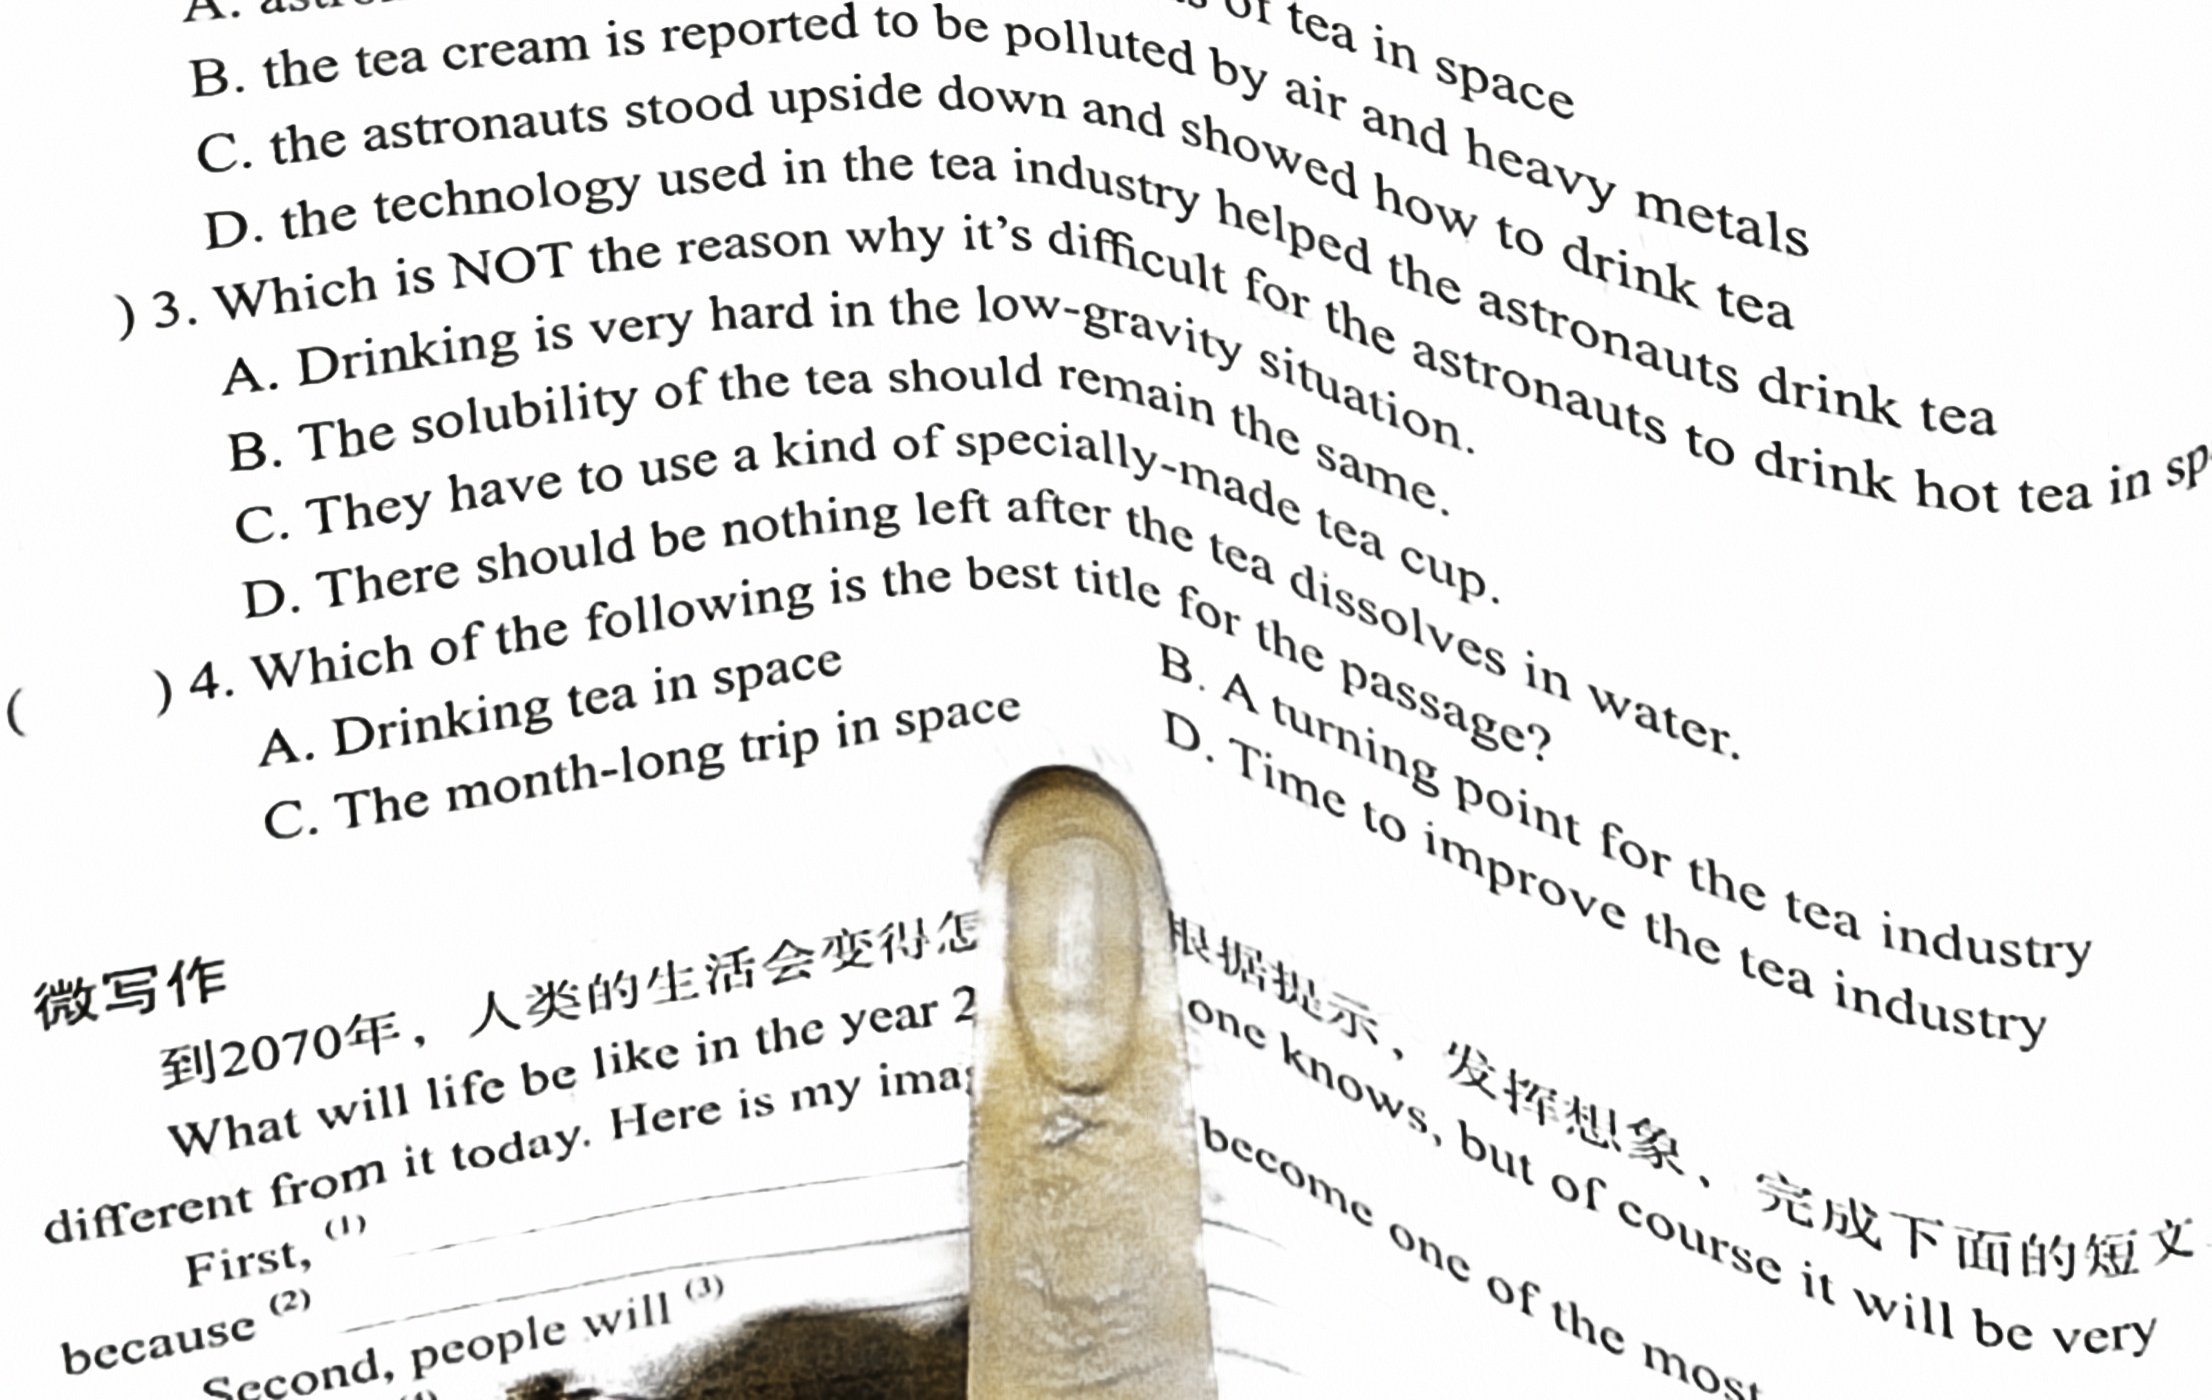 A.
of tea in space
B. the tea cream is reported to be polluted by air and heavy metals
C. the astronauts stood upside down and showed how to drink tea
D. the technology used in the tea industry helped the astronauts drink tea
) 3. Which is NOT the reason why it's difficult for the astronauts to drink hot tea in sp
A. Drinking is very hard in the low-gravity situation.
B. The solubility of the tea should remain the same.
C. They have to use a kind of specially-made tea cup.
D. There should be nothing left after the tea dissolves in water.
( ) 4. Which of the following is the best title for the passage?
A. Drinking tea in space B. A turning point for the tea industry
C. The month-long trip in space D. Time to improve the tea industry
微写作
到2070年，人类的生活会变得怎 根据提示，发挥想象，完成下面的短文
What will life be like in the year 2 one knows, but of course it will be very
different from it today. Here is my imag
First, (1) become one of the most
because (2)
Second, people will (3)